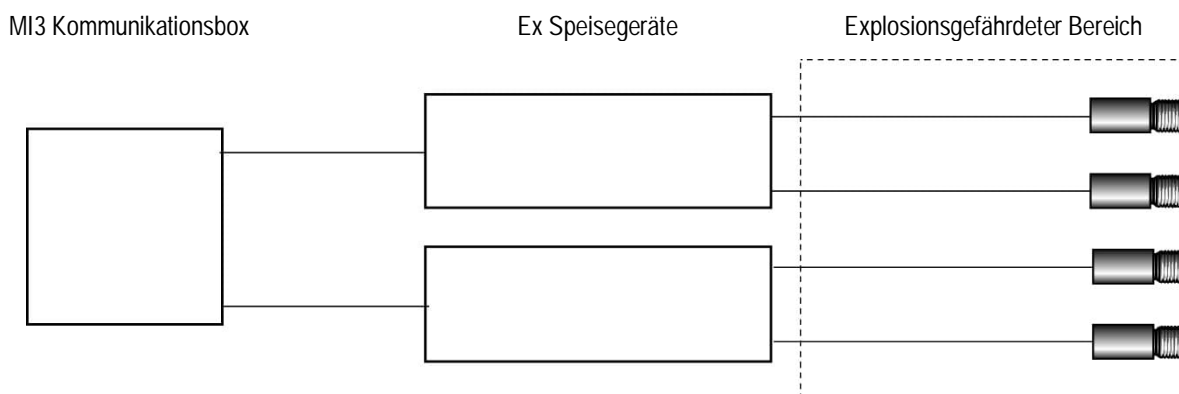 MI3 Kommunikationsbox
Ex Speisegeräte
Explosionsgefährdeter Bereich